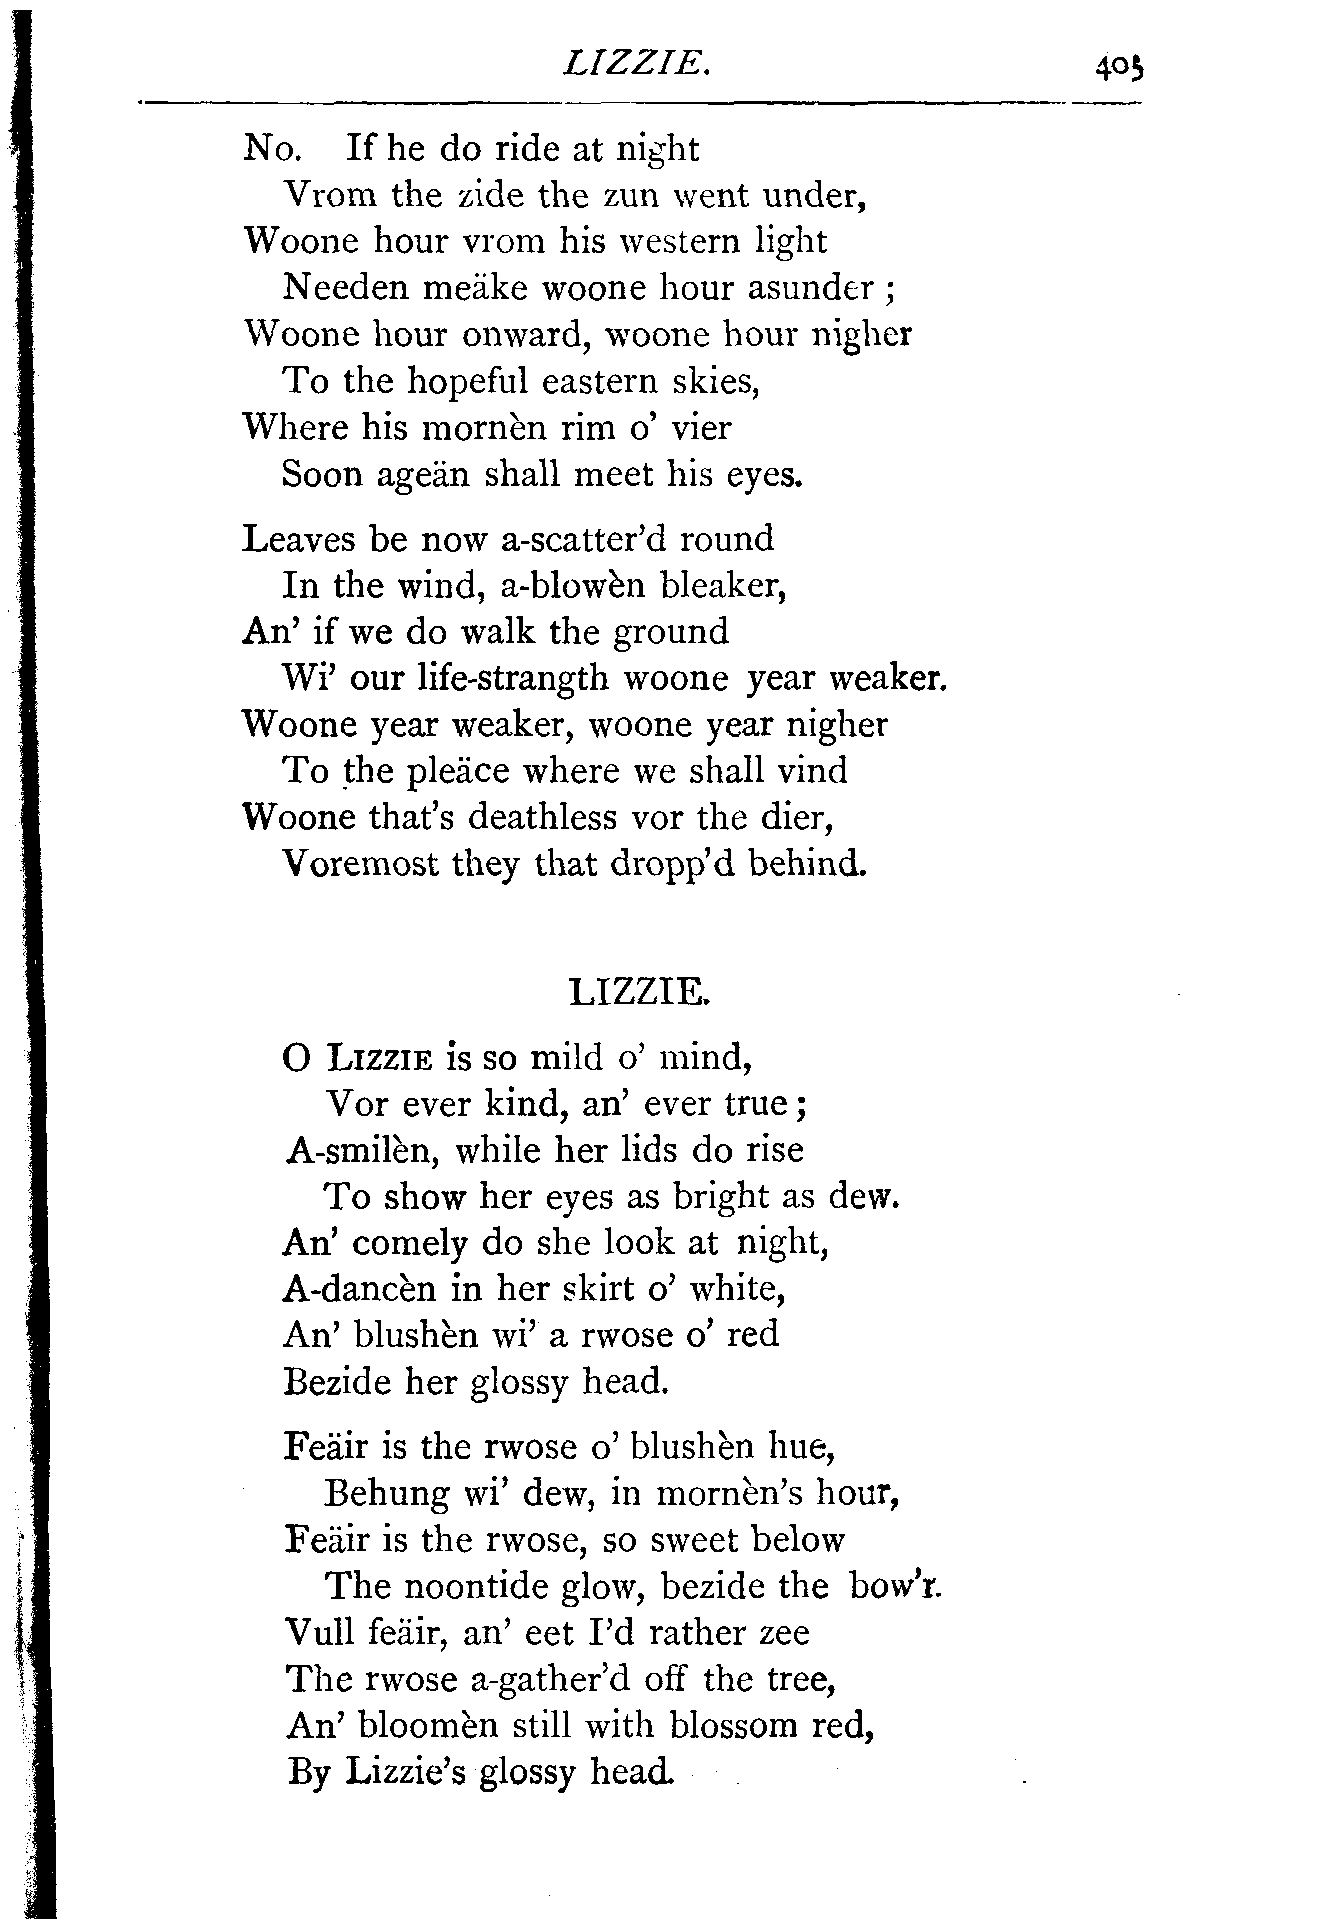 LIZZIE. 405
No. If he do ride at night
Vrom the zide the zun went under,
Woone hour vrom his western light
Needen meäke woone hour asunder ;
Woone hour onward, woone hour nigher
To the hopeful eastern skies,
Where his mornèn rim o’ vier
Soon ageän shall meet his eyes.
Leaves be now a-scatter’d round
In the wind, a-blowèn bleaker,
An’ if we do walk the ground
Wi’ our life-strangth woone year weaker.
Woone year weaker, woone year nigher
To the pleäce where we shall vind
Woone that’s deathless vor the dier,
Voremost they that dropp’d behind.
LIZZIE.
O LIZZIE is so mild o’ mind,
Vor ever kind, an’ ever true ;
A-smilèn, while her lids do rise
To show her eyes as bright as dew.
An’ comely do she look at night,
A-dancèn in her skirt o’ white,
An’ blushèn wi’ a rwose o’ red
Bezide her glossy head.
Feäir is the rwose o’ blushèn hue,
Behung wi’ dew, in mornèn’s hour,
Feäir is the rwose, so sweet below
The noontide glow, bezide the bow’r.
Vull feäir, an’ eet I’d rather zee
The rwose a-gather’d off the tree,
An’ bloomèn still with blossom red,
By Lizzie’s glossy head.